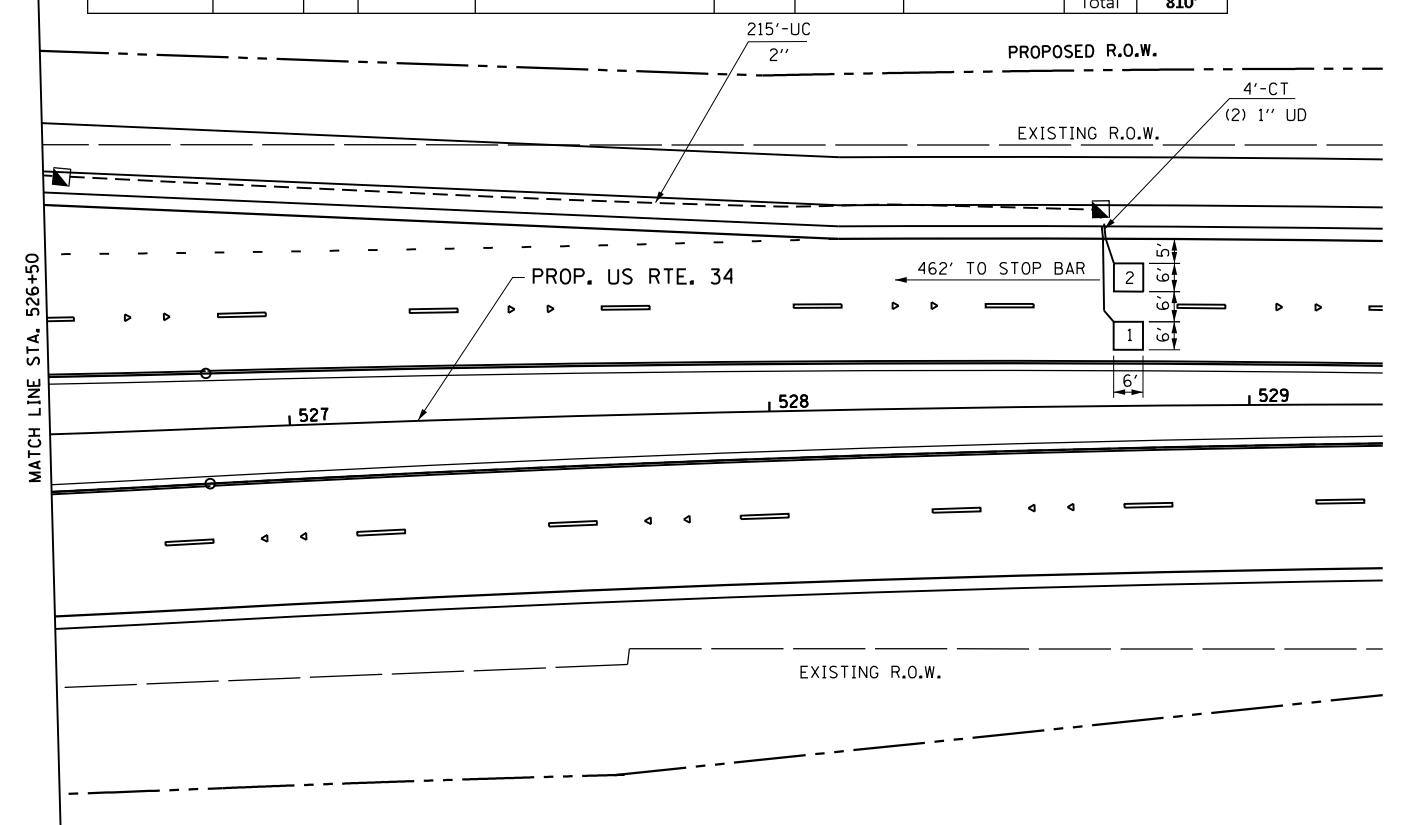 Total 810'
215'-UC
2''
PROPOSED R.O.W.
4'-CT
(2) 1'' UD
EXISTING R.O.W.
5'
462' TO STOP BAR
2
6'
PROP. US RTE. 34
6'
1
6'
6'
MATCH LINE STA. 526+50
527
528
529
EXISTING R.O.W.